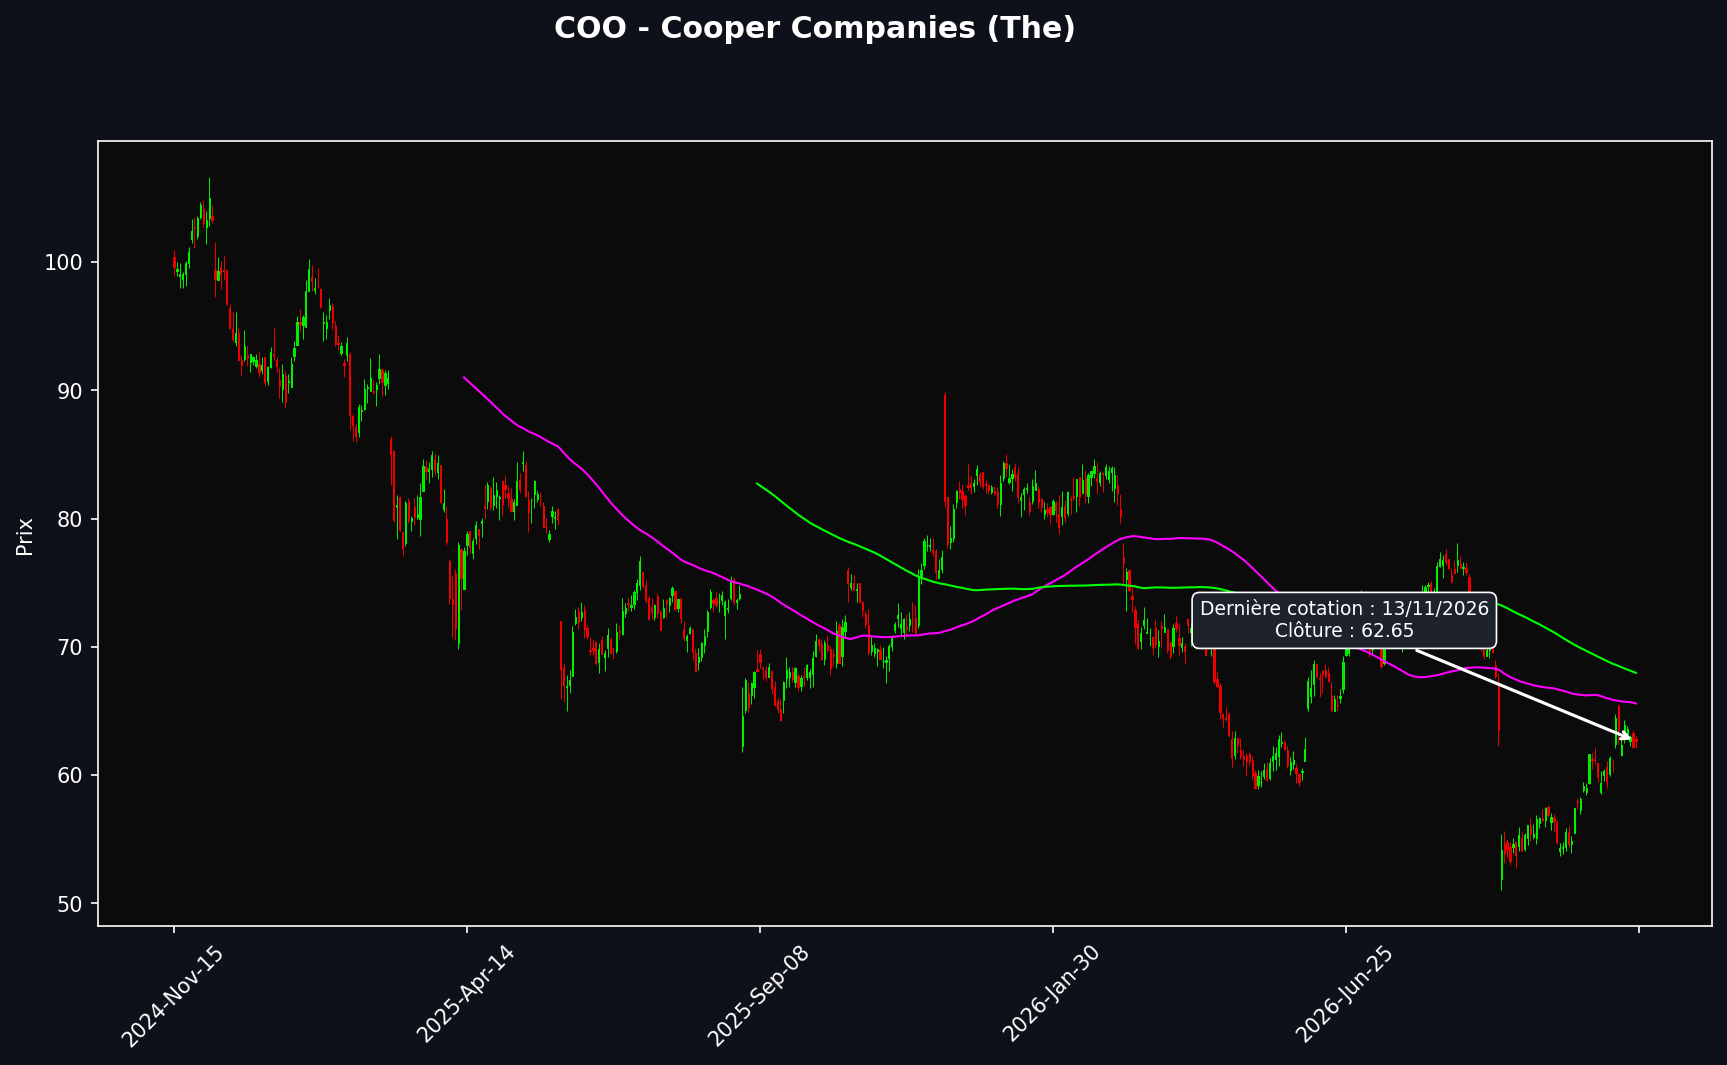 COO - Cooper Companies (The)
Prix
100
90
80
70
60
50
Dernière cotation : 13/11/2026
Clôture : 62.65
2024-Nov-15
2025-Apr-14
2025-Sep-08
2026-Jan-30
2026-Jun-25